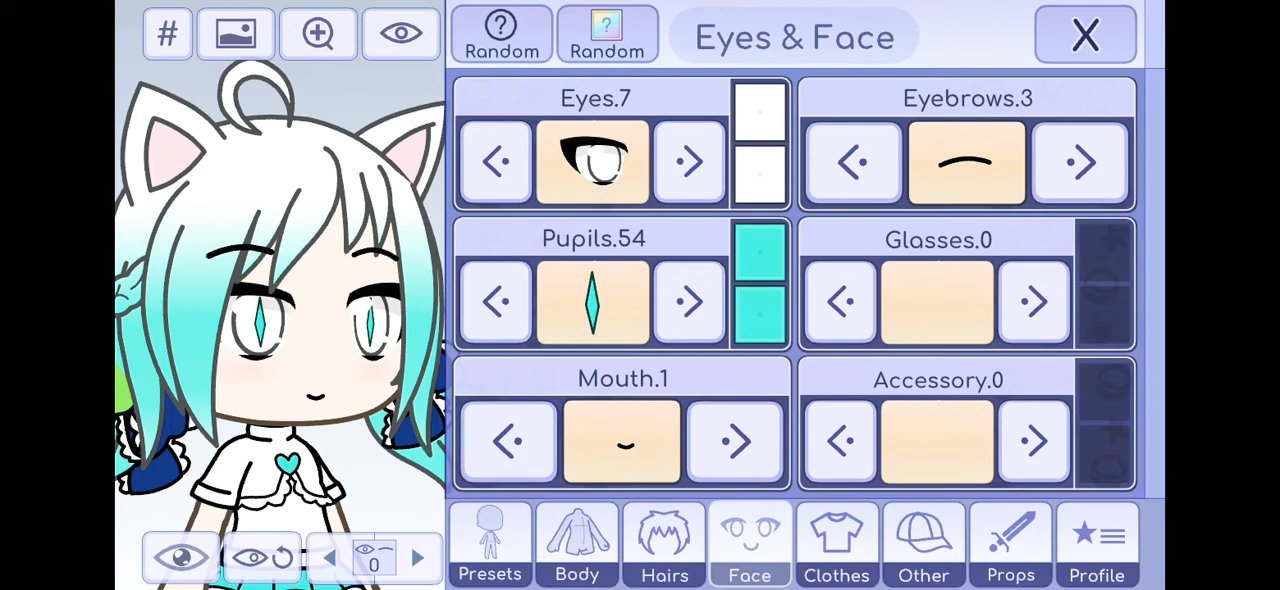 #
? Random
? Random
Eyes & Face
X
Eyes.7
Eyebrows.3
Pupils.54
Glasses.0
Mouth.1
Accessory.0
0
Presets
Body
Hairs
Face
Clothes
Other
Props
Profile